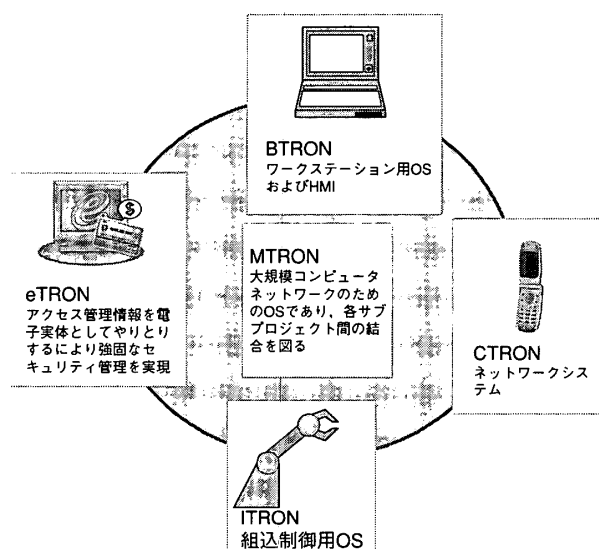 BTRON
ワークステーション用OS
およびHMI
eTRON
アクセス管理情報を電
子実体としてやりとり
するにより強固なセ
キュリティ管理を実現
MTRON
大規模コンピュータ
ネットワークのため
のOSであり，各サブ
プロジェクト間の結
合を図る
CTRON
ネットワークシス
テム
ITRON
組込制御用OS